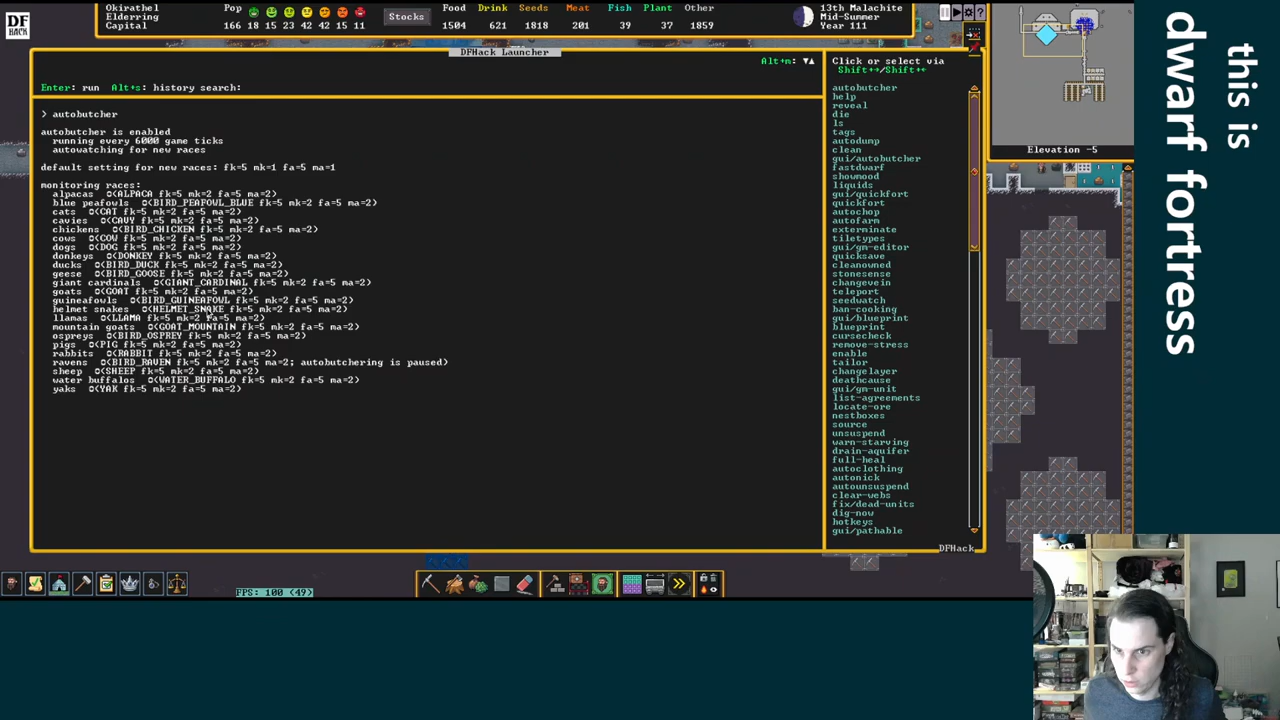 DF
HACK
Okirathel
Elderring
Capital
Pop
166 18 15 23 42 42 15 11
Stocks
Food Drink Seeds Meat Fish Plant Other
1504 621 1818 201 39 37 1859
13th Malachite
Mid-Summer
Year 111
DFHack Launcher
Alt+m:
Enter: run Alt+s: history search:
> autobutcher
autobutcher is enabled
running every 6000 game ticks
autowatching for new races
default setting for new races: fk=5 mk=1 fa=5 ma=1
monitoring races:
alpacas (ALPACA fk=5 mk=2 fa=5 ma=2)
blue peafowls (BIRD_PEAFOWL_BLUE fk=5 mk=2 fa=5 ma=2)
cats (CAT fk=5 mk=2 fa=5 ma=2)
cavies (CAVY fk=5 mk=2 fa=5 ma=2)
chickens (BIRD_CHICKEN fk=5 mk=2 fa=5 ma=2)
cows (COW fk=5 mk=2 fa=5 ma=2)
dogs (DOG fk=5 mk=2 fa=5 ma=2)
donkeys (DONKEY fk=5 mk=2 fa=5 ma=2)
ducks (BIRD_DUCK fk=5 mk=2 fa=5 ma=2)
geese (BIRD_GOOSE fk=5 mk=2 fa=5 ma=2)
giant cardinals (GIANT_CARDINAL fk=5 mk=2 fa=5 ma=2)
goats (GOAT fk=5 mk=2 fa=5 ma=2)
guineafowls (BIRD_GUINEAFOWL fk=5 mk=2 fa=5 ma=2)
helmet snakes (HELMET_SNAKE fk=5 mk=2 fa=5 ma=2)
llamas (LLAMA fk=5 mk=2 fa=5 ma=2)
mountain goats (GOAT_MOUNTAIN fk=5 mk=2 fa=5 ma=2)
ospreys (BIRD_OSPREY fk=5 mk=2 fa=5 ma=2)
pigs (PIG fk=5 mk=2 fa=5 ma=2)
rabbits (RABBIT fk=5 mk=2 fa=5 ma=2)
ravens (BIRD_RAVEN fk=5 mk=2 fa=5 ma=2; autobutchering is paused)
sheep (SHEEP fk=5 mk=2 fa=5 ma=2)
water buffalos (WATER_BUFFALO fk=5 mk=2 fa=5 ma=2)
yaks (YAK fk=5 mk=2 fa=5 ma=2)
Click or select via
Shift+→/Shift+←
autobutcher
help
reveal
die
ls
tags
autodump
clean
gui/autobutcher
fastdwarf
showmood
liquids
gui/quickfort
quickfort
autochop
autofarm
exterminate
tiletypes
gui/gm-editor
quicksave
cleanowned
stonesense
changevein
teleport
seedwatch
ban-cooking
gui/blueprint
blueprint
cursecheck
remove-stress
enable
tailor
changelayer
deathcause
gui/gm-unit
list-agreements
locate-ore
nestboxes
source
unsuspend
warn-starving
drain-aquifer
full-heal
autoclothing
autonick
autounsuspend
clear-webs
fix/dead-units
dig-now
hotkeys
gui/pathable
DFHack
Elevation -5
FPS: 100 (49)
this is
dwarf fortress